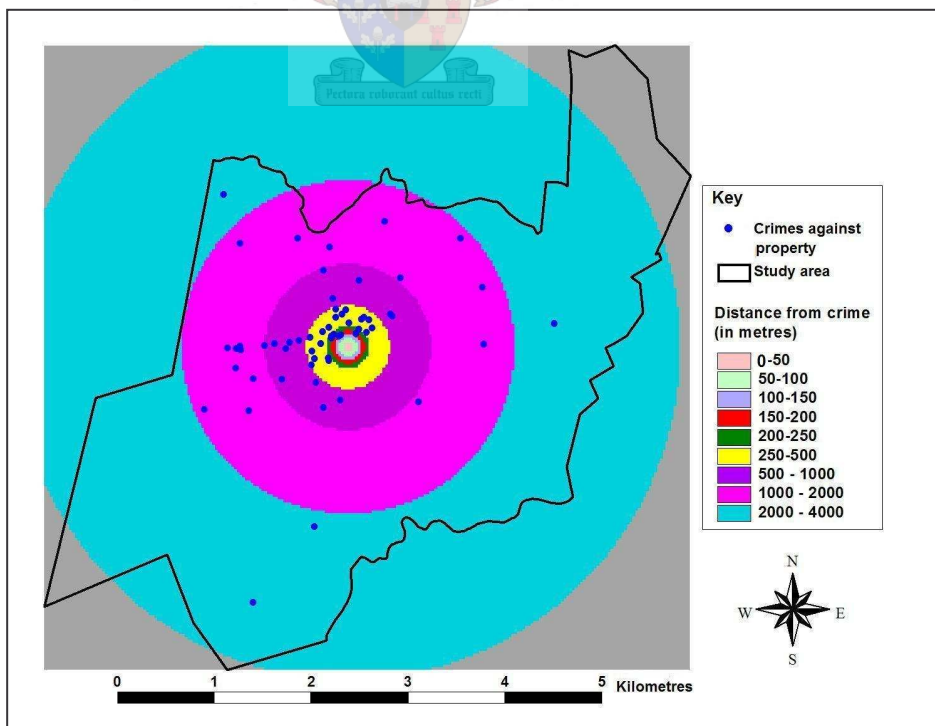 Pectora roborant cultus recti
Key
Crimes against
property
Study area
Distance from crime
(in metres)
0-50
50-100
100-150
150-200
200-250
250-500
500 - 1000
1000 - 2000
2000 - 4000
N
W E
S
0 1 2 3 4 5
Kilometres